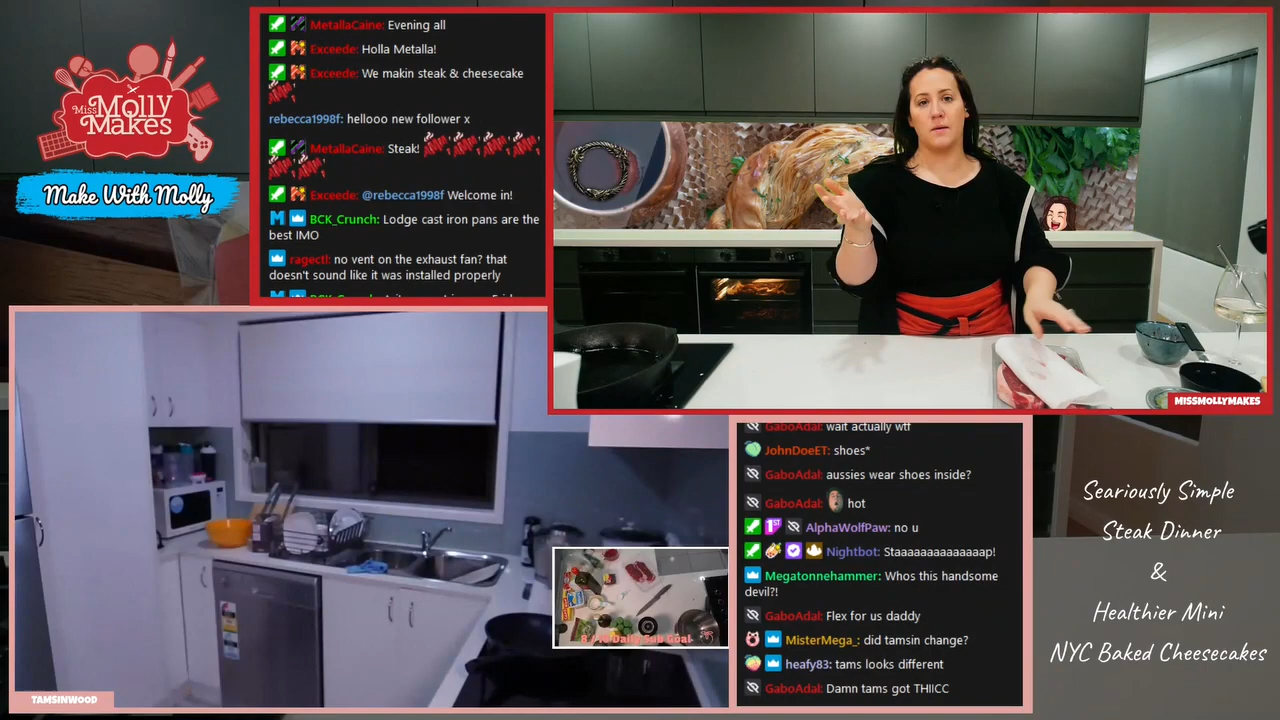 Miss
Molly
Makes
Make With Molly
MetallaCaine: Evening all
Exceede: Holla Metalla!
Exceede: We makin steak & cheesecake
rebecca1998f: hellooo new follower x
MetallaCaine: Steak!
Exceede: @rebecca1998f Welcome in!
BCK_Crunch: Lodge cast iron pans are the
best IMO
ragectl: no vent on the exhaust fan? that
doesn't sound like it was installed properly
MISSMOLLYMAKES
GaboAdal: wait actually wtf
JohnDoeET: shoes*
GaboAdal: aussies wear shoes inside?
GaboAdal: hot
1ST
AlphaWolfPaw: no u
Nightbot: Staaaaaaaaaaaaaap!
Megatonnehammer: Whos this handsome
devil?!
GaboAdal: Flex for us daddy
MisterMega_: did tamsin change?
heafy83: tams looks different
GaboAdal: Damn tams got THIICC
Daily Sub Goal
TAMSINWOOD
Seariously Simple
Steak Dinner
&
Healthier Mini
NYC Baked Cheesecakes